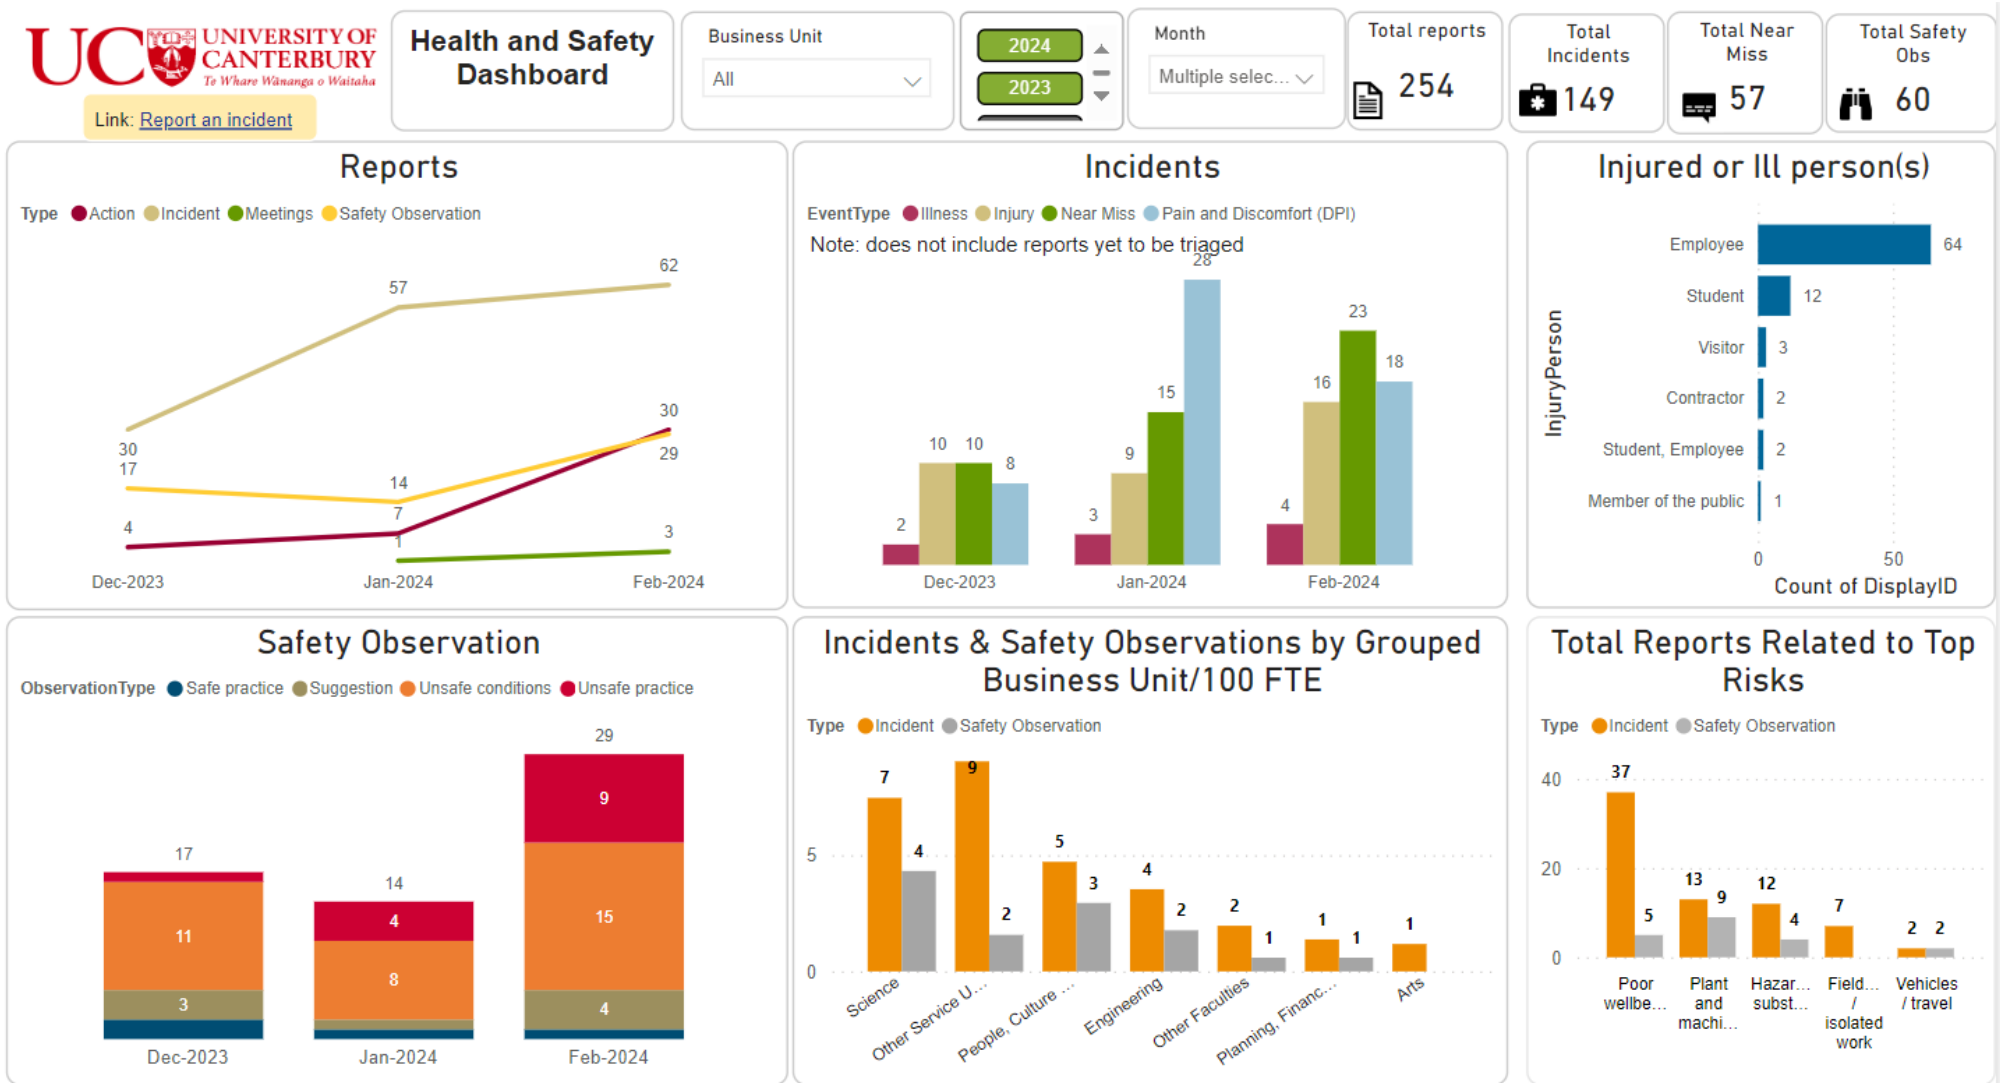 UC UNIVERSITY OF
CANTERBURY
Te Whare Wānanga o Waitaha
Link: Report an incident
Health and Safety
Dashboard
Business Unit
All
2024
2023
Month
Multiple selec...
Total reports
254
Total
Incidents
149
Total Near
Miss
57
Total Safety
Obs
60
Reports
Type Action Incident Meetings Safety Observation
62
57
30
30
17
29
14
7
4
1
3
Dec-2023 Jan-2024 Feb-2024
Incidents
EventType Illness Injury Near Miss Pain and Discomfort (DPI)
Note: does not include reports yet to be triaged
2 10 10 8
3 9 15 28
4 16 23 18
Dec-2023 Jan-2024 Feb-2024
Injured or Ill person(s)
InjuryPerson
Employee 64
Student 12
Visitor 3
Contractor 2
Student, Employee 2
Member of the public 1
0 50
Count of DisplayID
Safety Observation
ObservationType Safe practice Suggestion Unsafe conditions Unsafe practice
17
11
3
14
4
8
29
9
15
4
Dec-2023 Jan-2024 Feb-2024
Incidents & Safety Observations by Grouped
Business Unit/100 FTE
Type Incident Safety Observation
5
0
7 4
9 2
5 3
4 2
2 1
1 1
1
Science
Other Service U...
People, Culture ...
Engineering
Other Faculties
Planning, Financ...
Arts
Total Reports Related to Top
Risks
Type Incident Safety Observation
40
20
0
37 5
13 9
12 4
7
2 2
Poor
wellbe...
Plant
and
machi...
Hazar...
subst...
Field...
/
isolated
work
Vehicles
/ travel